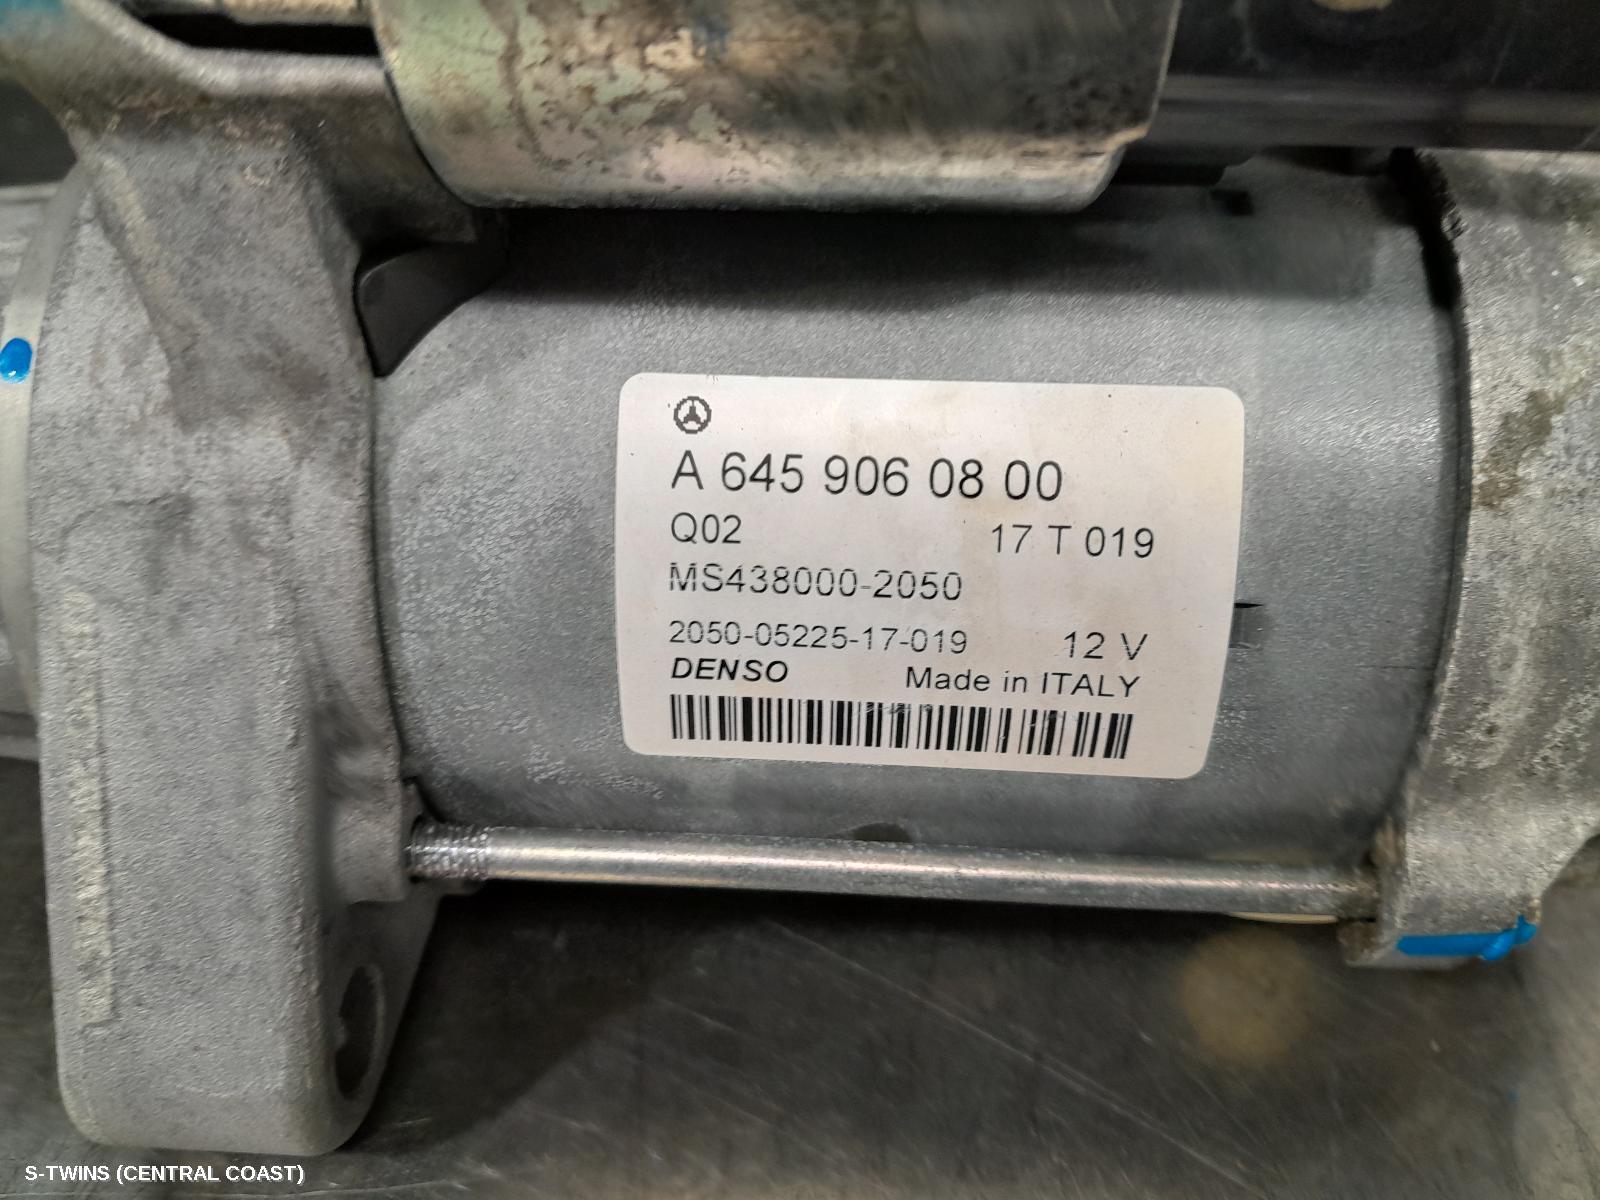 A 645 906 08 00
Q02 17 T 019
MS438000-2050
2050-05225-17-019 12 V
DENSO Made in ITALY
S-TWINS (CENTRAL COAST)